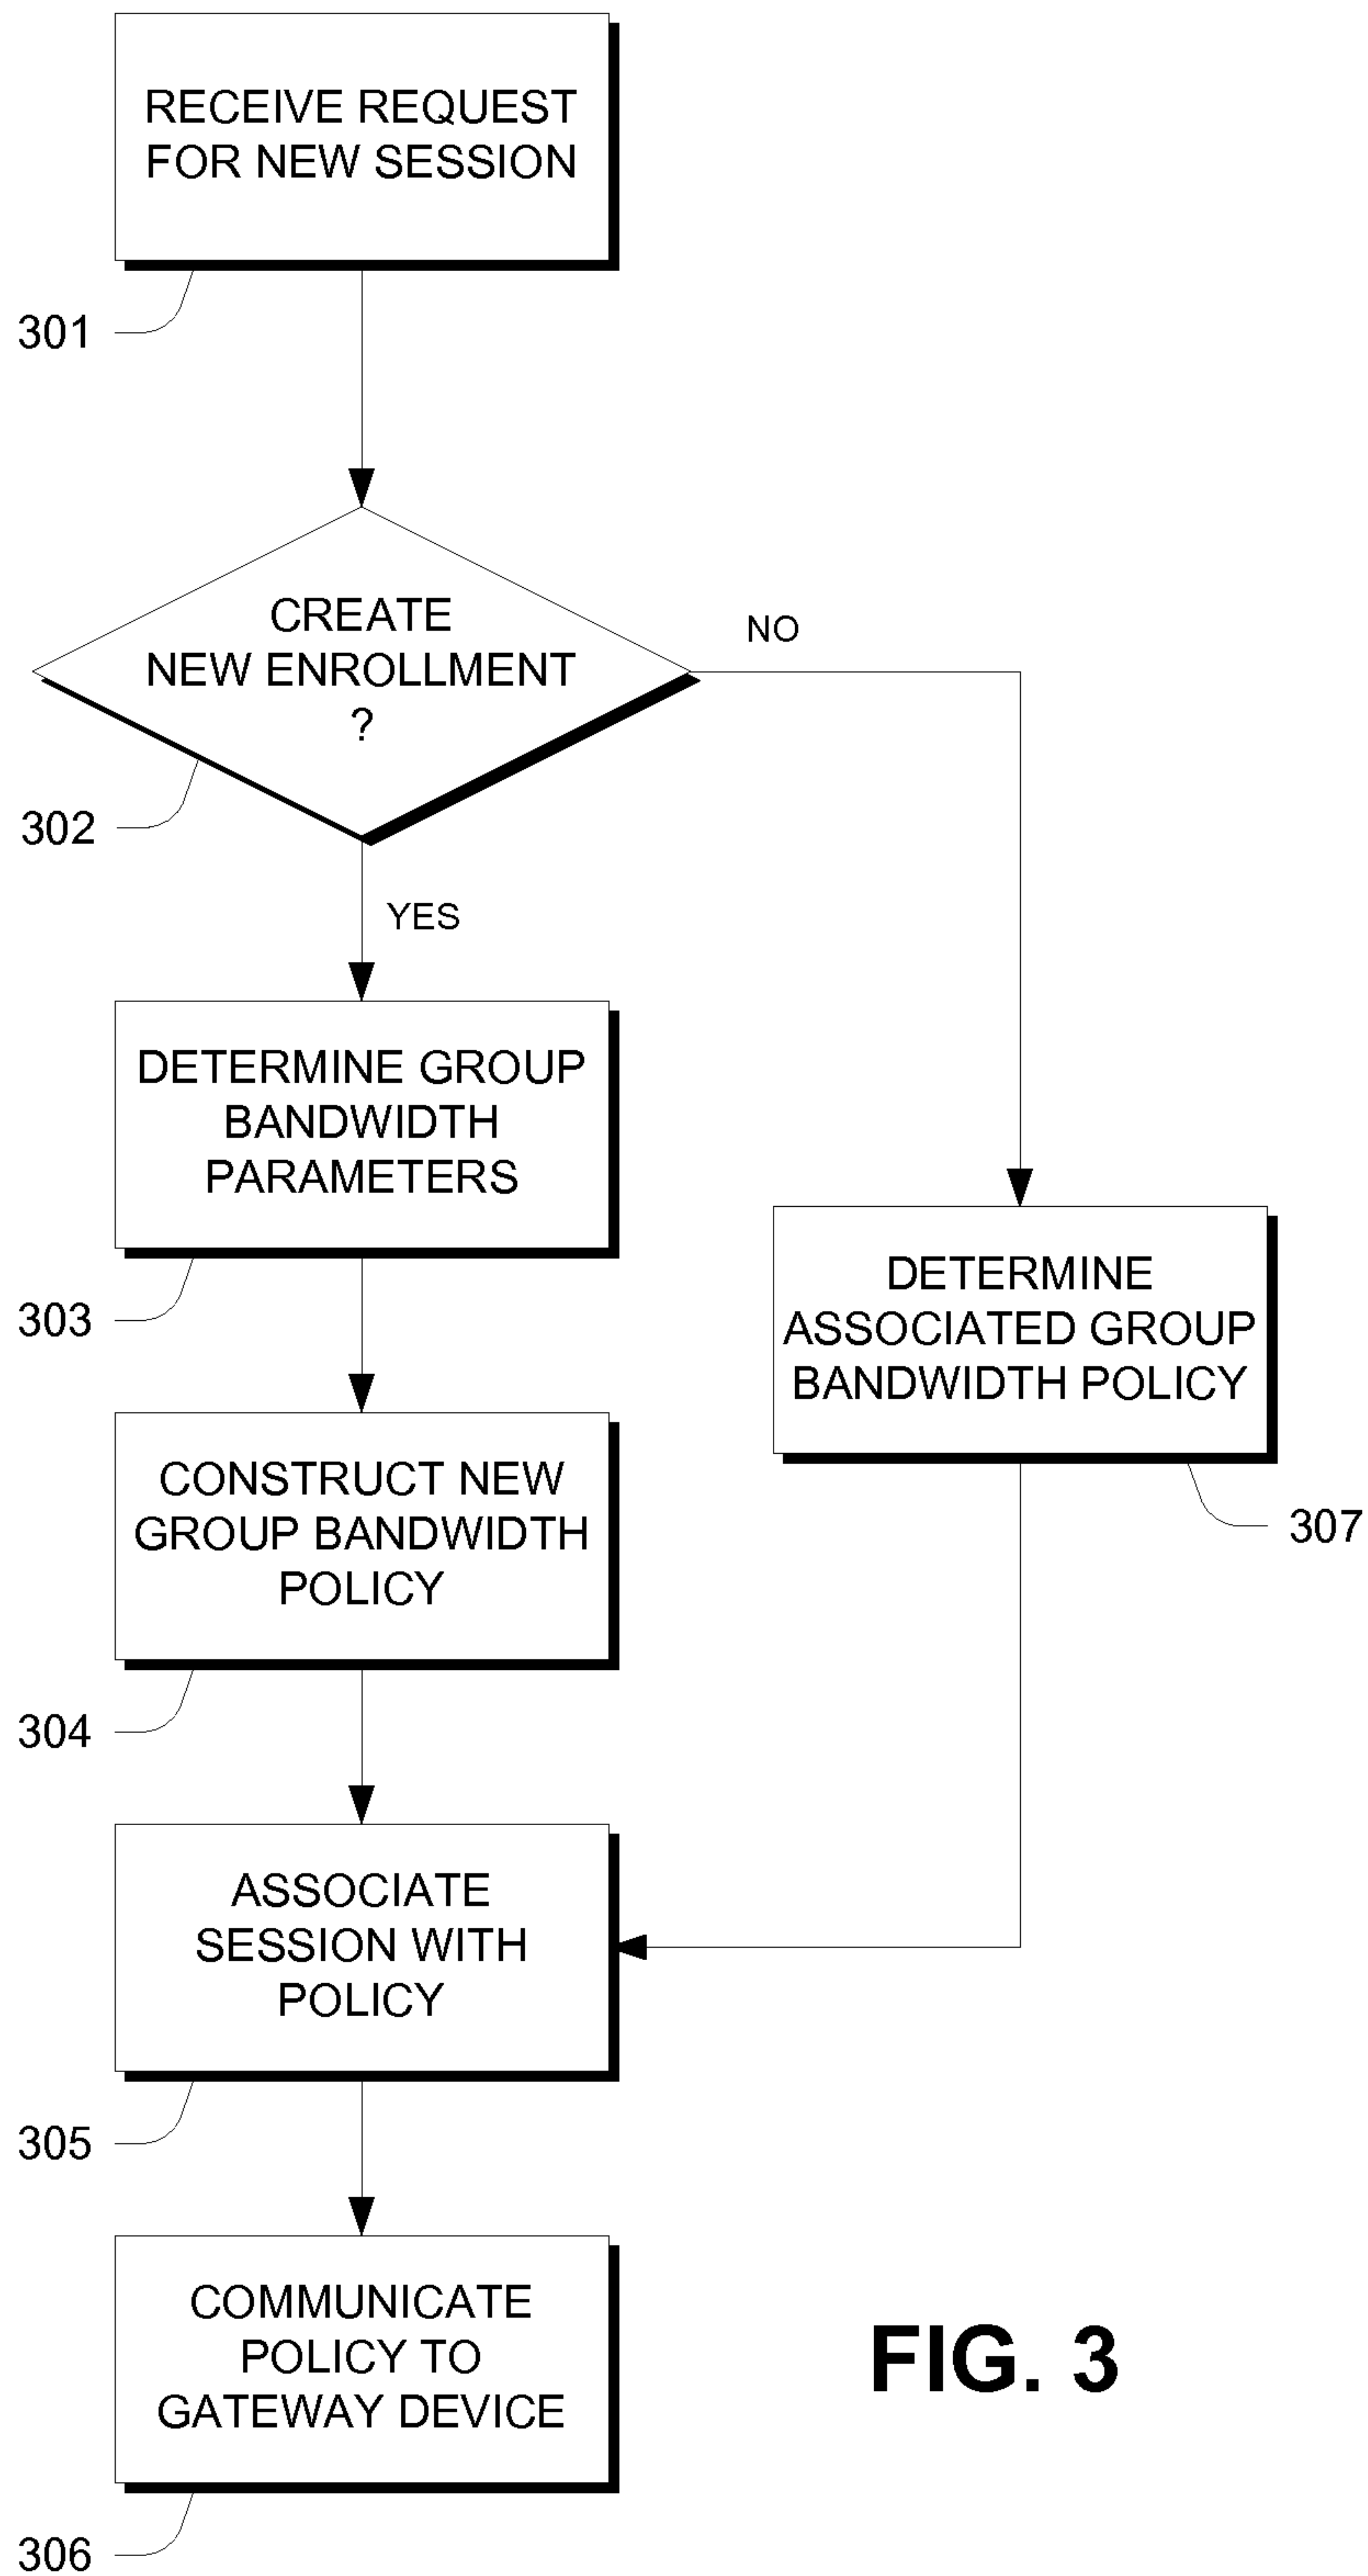 RECEIVE REQUEST
FOR NEW SESSION
301
CREATE
NEW ENROLLMENT
?
NO
302
YES
DETERMINE GROUP
BANDWIDTH
PARAMETERS
303
DETERMINE
ASSOCIATED GROUP
BANDWIDTH POLICY
307
CONSTRUCT NEW
GROUP BANDWIDTH
POLICY
304
ASSOCIATE
SESSION WITH
POLICY
305
COMMUNICATE
POLICY TO
GATEWAY DEVICE
306
FIG. 3